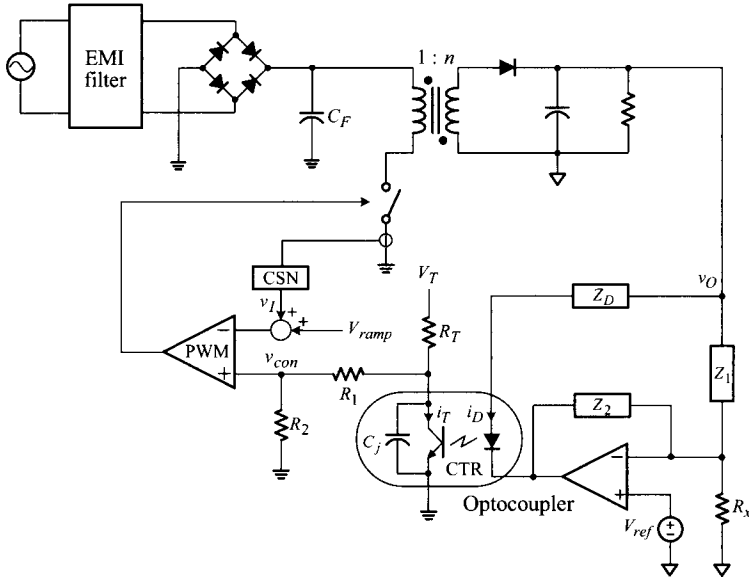 EMI
filter
1 : n
C_F
CSN
v_I
+
+
V_ramp
PWM
−
+
v_con
R_1
R_2
V_T
R_T
i_T
i_D
C_j
CTR
Optocoupler
Z_D
v_O
Z_1
Z_2
−
+
V_ref
+
−
R_x